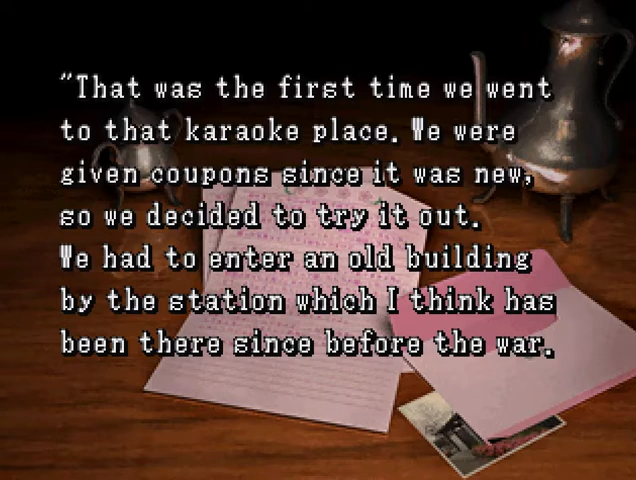 "That was the first time we went
to that karaoke place. We were
given coupons since it was new,
so we decided to try it out.
We had to enter an old building
by the station which I think has
been there since before the war.